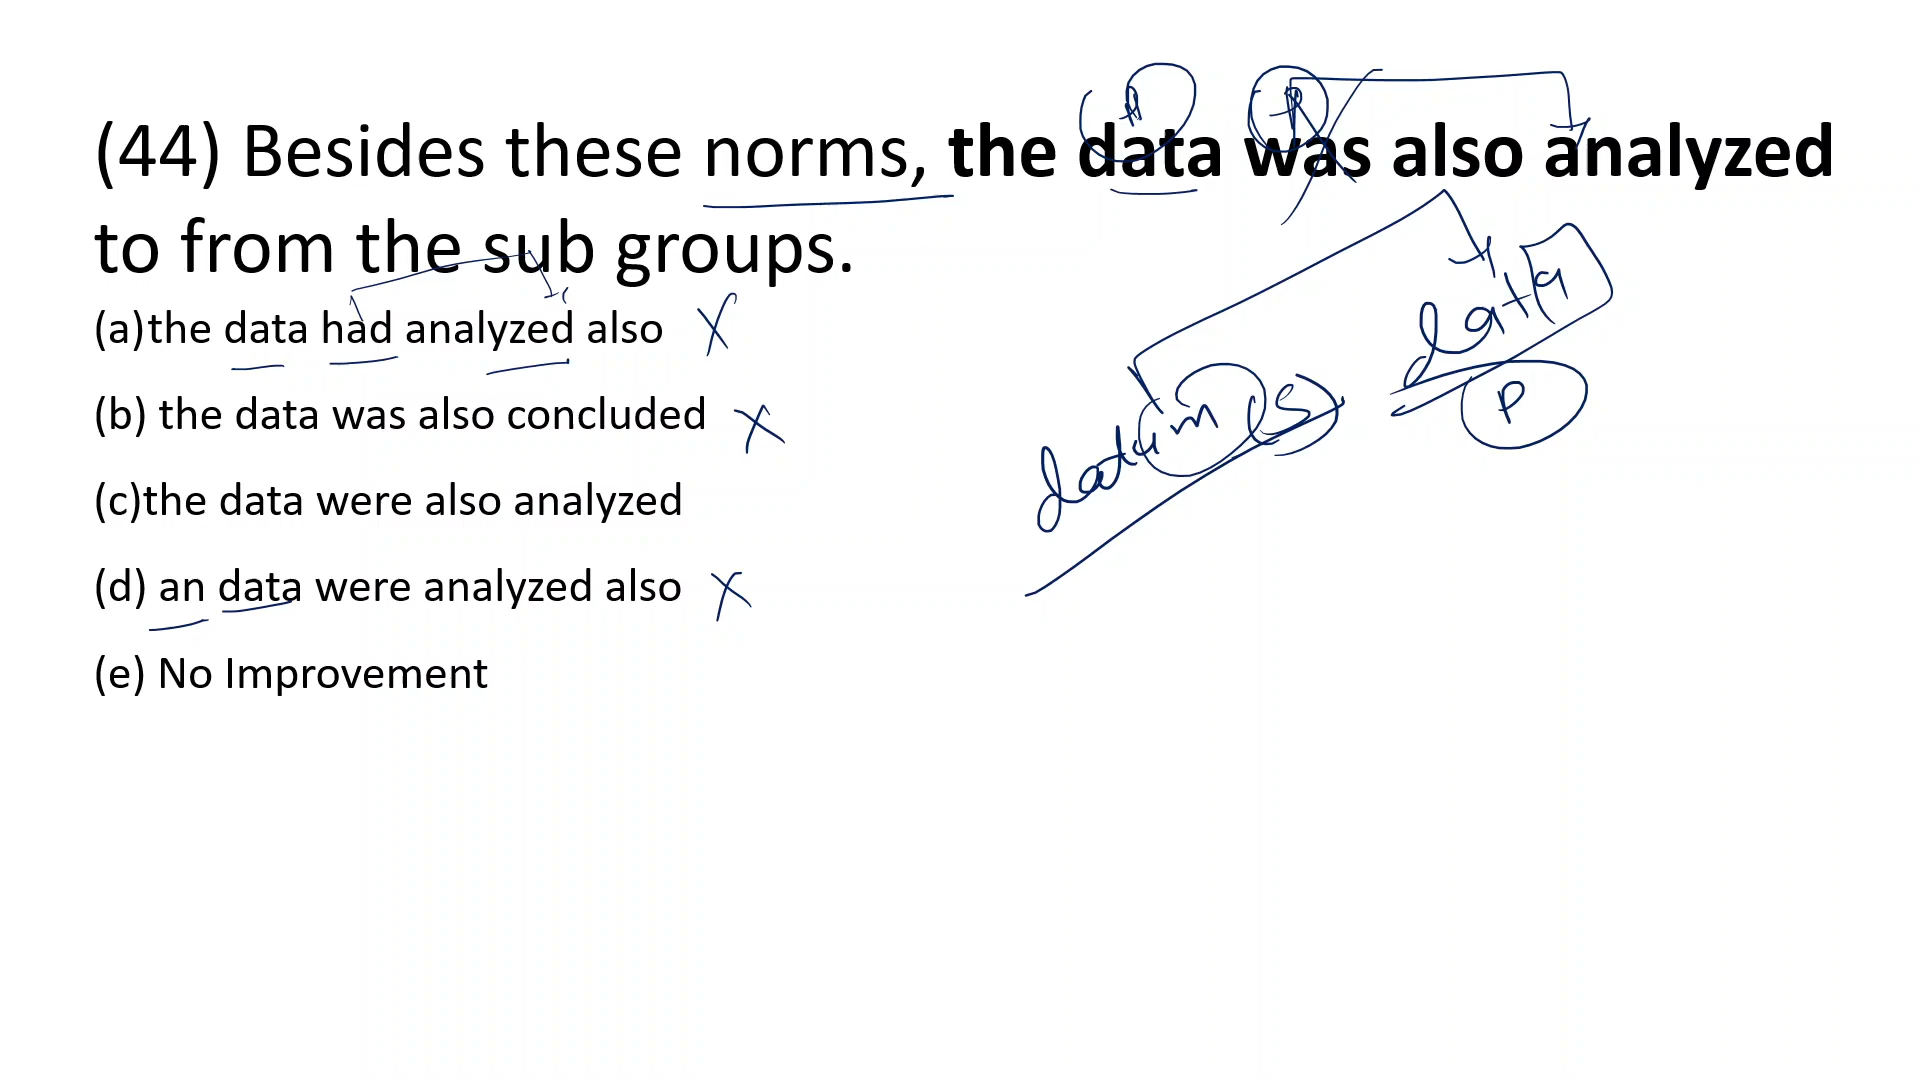 (44) Besides these norms, the data was also analyzed
to from the sub groups.
(a)the data had analyzed also X
(b) the data was also concluded X
(c)the data were also analyzed
(d) an data were analyzed also X
(e) No Improvement
data
P
datum (S)